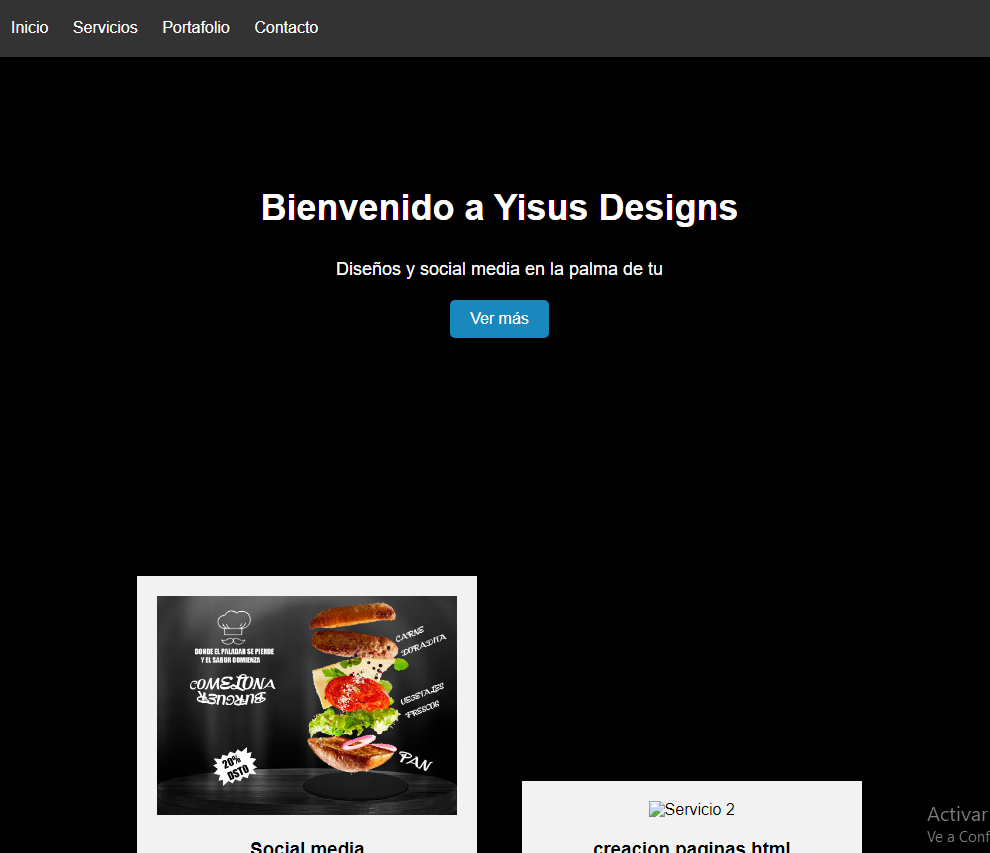 Inicio Servicios Portafolio Contacto
Bienvenido a Yisus Designs
Diseños y social media en la palma de tu
Ver más
DONDE EL PALADAR SE PIERDE
Y EL SABOR COMIENZA
COMELONA
BURGUER
20%
DSTO
CARNE
DORADITA
VEGETALES
FRESCOS
PAN
Social media
Servicio 2
creacion paginas html
Activar
Ve a Conf